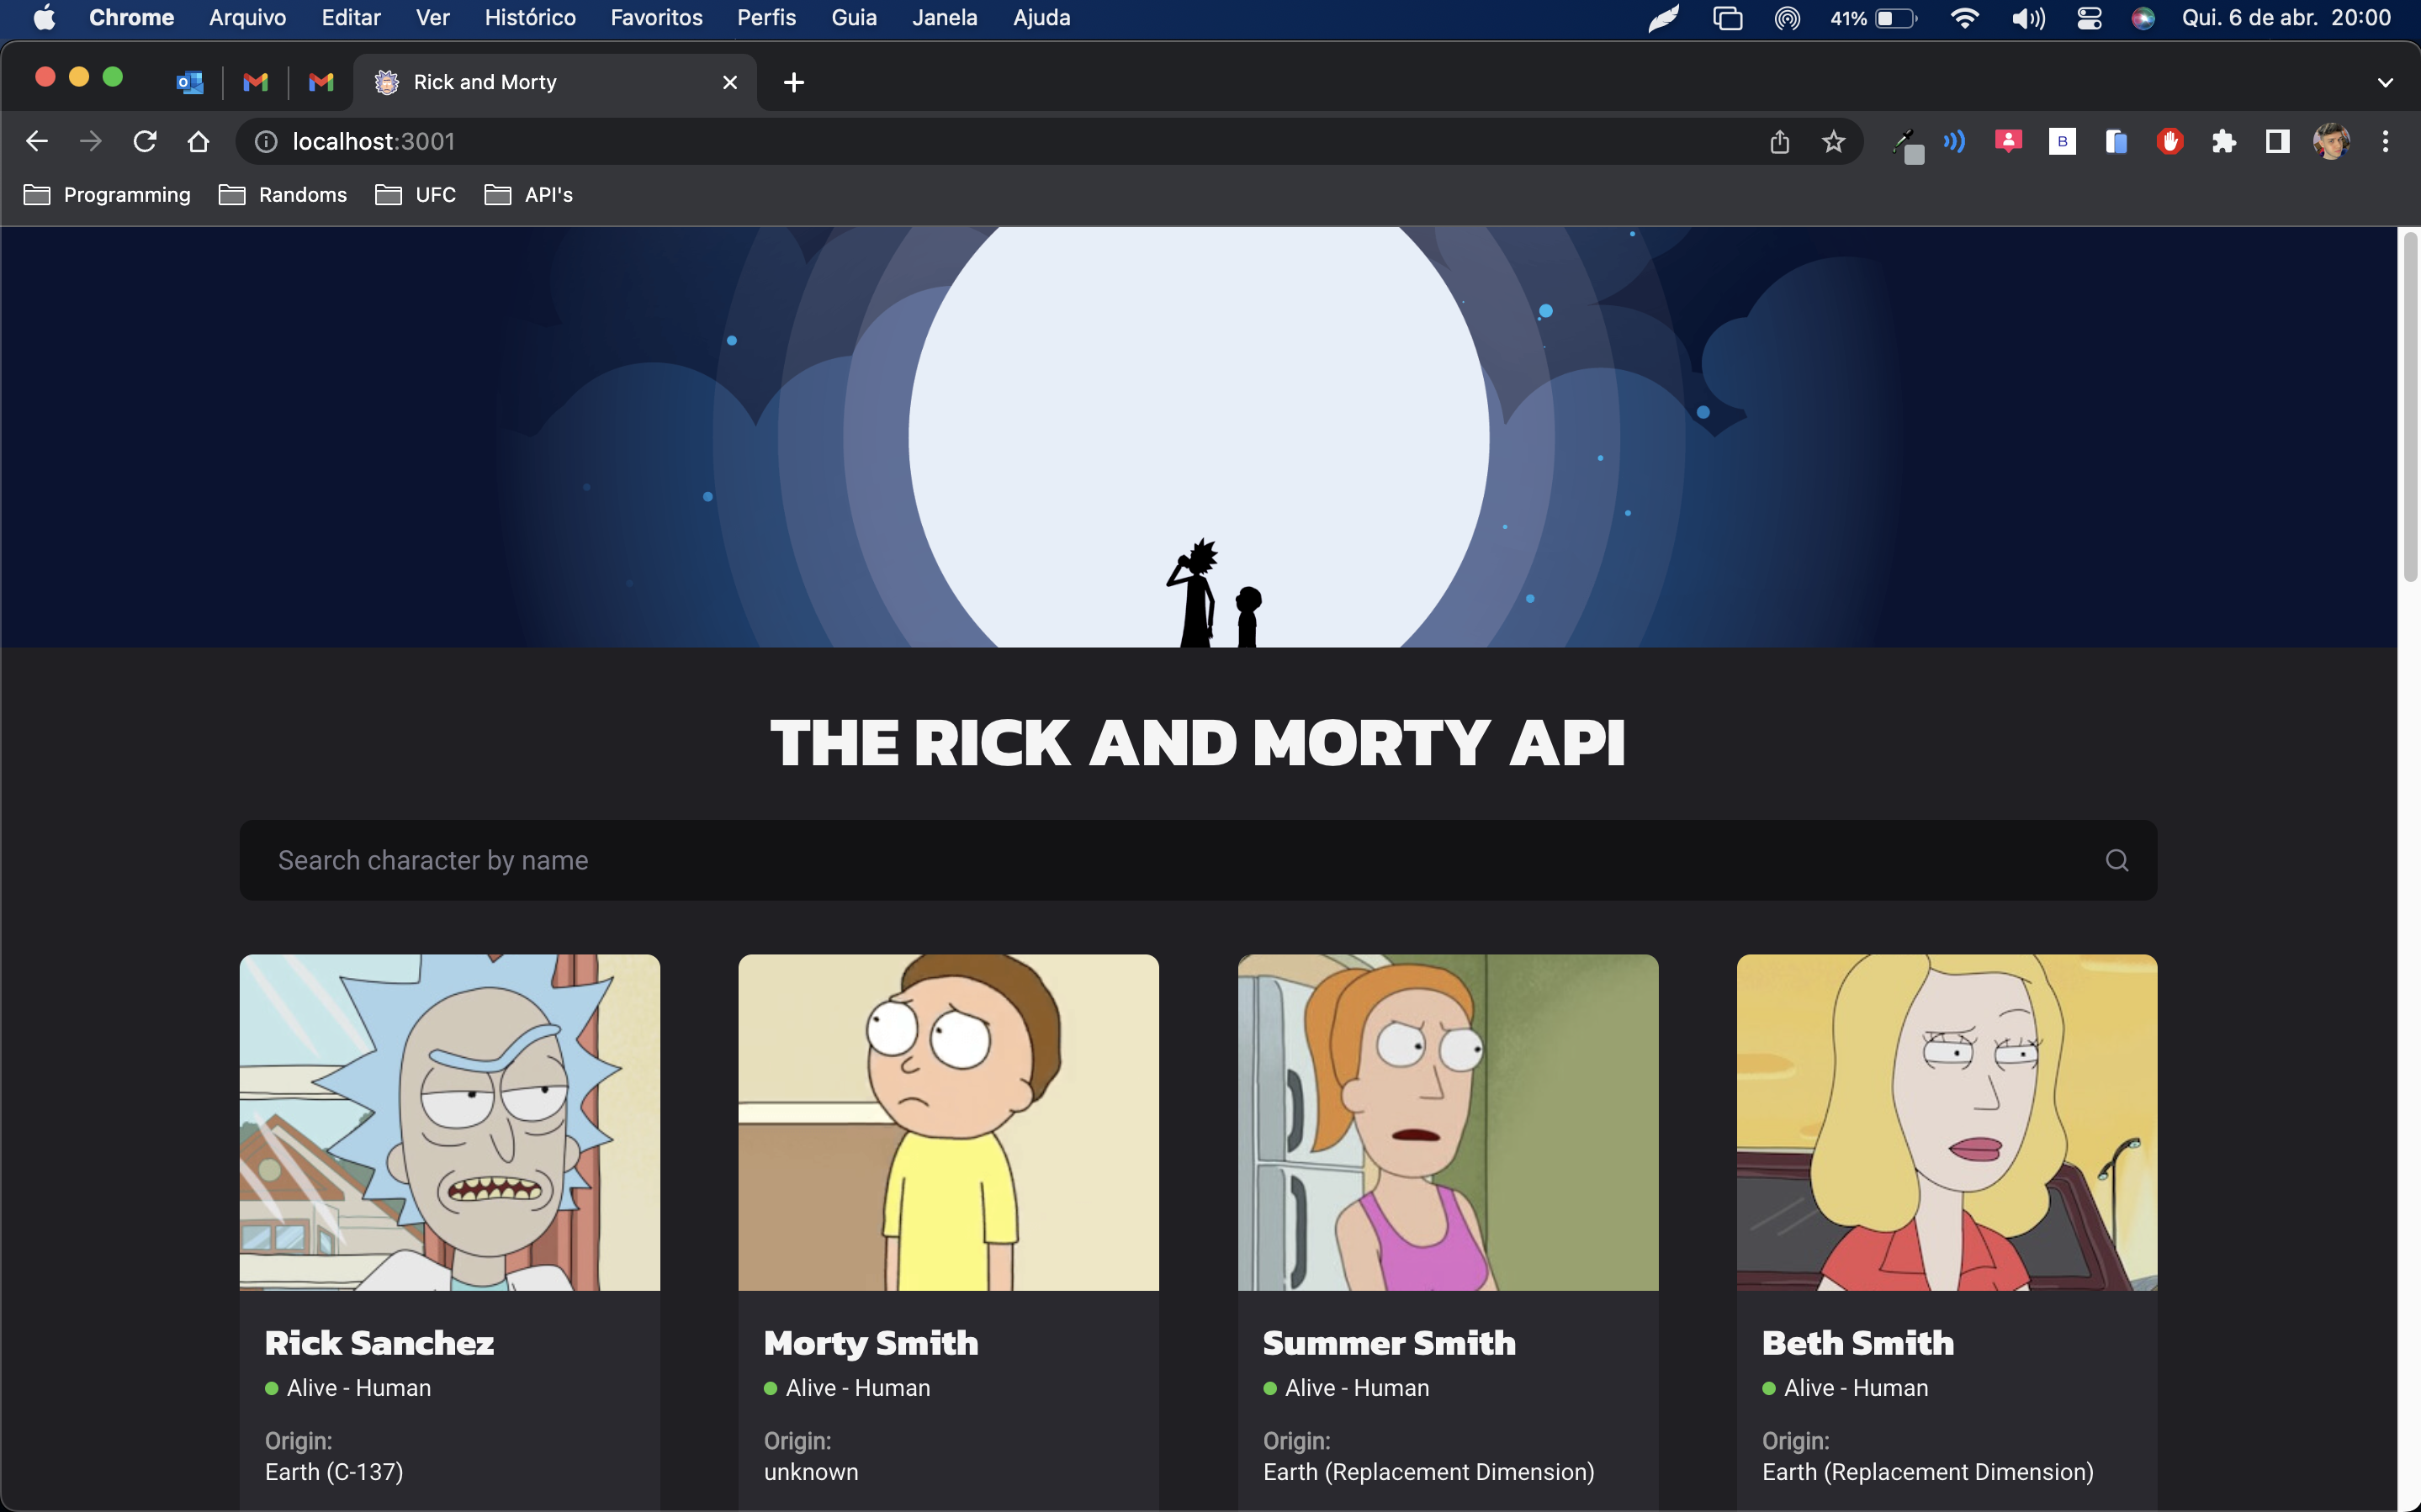 Chrome Arquivo Editar Ver Histórico Favoritos Perfis Guia Janela Ajuda 41% Qui. 6 de abr. 20:00
Rick and Morty
localhost:3001
B
Programming Randoms UFC API's
THE RICK AND MORTY API
Search character by name
Rick Sanchez
Alive - Human
Origin:
Earth (C-137)
Morty Smith
Alive - Human
Origin:
unknown
Summer Smith
Alive - Human
Origin:
Earth (Replacement Dimension)
Beth Smith
Alive - Human
Origin:
Earth (Replacement Dimension)